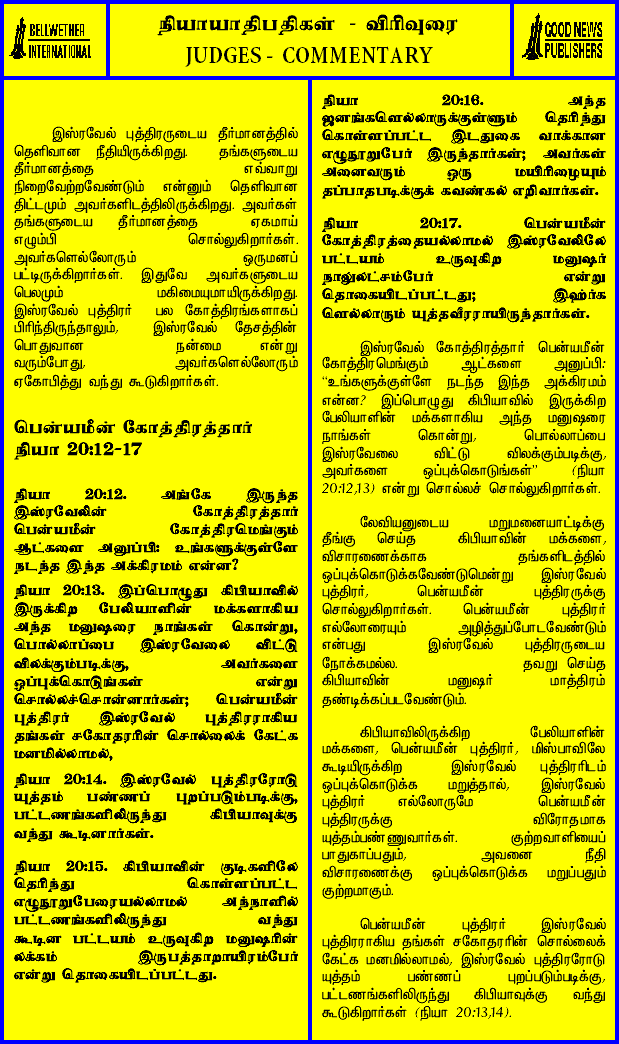 BELLWETHER
INTERNATIONAL
நியாயாதிபதிகள் - விரிவுரை
JUDGES - COMMENTARY
GOOD NEWS
PUBLISHERS
இஸ்ரவேல் புத்திரருடைய தீர்மானத்தில்
தெளிவான நீதியிருக்கிறது. தங்களுடைய
தீர்மானத்தை எவ்வாறு
நிறைவேற்றவேண்டும் என்னும் தெளிவான
திட்டமும் அவர்களிடத்திலிருக்கிறது. அவர்கள்
தங்களுடைய தீர்மானத்தை ஏகமாய்
எழும்பி சொல்லுகிறார்கள்.
அவர்களெல்லோரும் ஒருமனப்
பட்டிருக்கிறார்கள். இதுவே அவர்களுடைய
பெலமும் மகிமையுமாயிருக்கிறது.
இஸ்ரவேல் புத்திரர் பல கோத்திரங்களாகப்
பிரிந்திருந்தாலும், இஸ்ரவேல் தேசத்தின்
பொதுவான நன்மை என்று
வரும்போது, அவர்களெல்லோரும்
ஏகோபித்து வந்து கூடுகிறார்கள்.
பென்யமீன் கோத்திரத்தார்
நியா 20:12-17
நியா 20:12. அங்கே இருந்த
இஸ்ரவேலின் கோத்திரத்தார்
பென்யமீன் கோத்திரமெங்கும்
ஆட்களை அனுப்பி: உங்களுக்குள்ளே
நடந்த இந்த அக்கிரமம் என்ன?
நியா 20:13. இப்பொழுது கிபியாவில்
இருக்கிற பேலியாளின் மக்களாகிய
அந்த மனுஷரை நாங்கள் கொன்று,
பொல்லாப்பை இஸ்ரவேலை விட்டு
விலக்கும்படிக்கு, அவர்களை
ஒப்புக்கொடுங்கள் என்று
சொல்லச்சொன்னார்கள்; பென்யமீன்
புத்திரர் இஸ்ரவேல் புத்திரராகிய
தங்கள் சகோதரரின் சொல்லைக் கேட்க
மனமில்லாமல்,
நியா 20:14. இஸ்ரவேல் புத்திரரோடு
யுத்தம் பண்ணப் புறப்படும்படிக்கு,
பட்டணங்களிலிருந்து கிபியாவுக்கு
வந்து கூடினார்கள்.
நியா 20:15. கிபியாவின் குடிகளிலே
தெரிந்து கொள்ளப்பட்ட
எழுநூறுபேரையல்லாமல் அந்நாளில்
பட்டணங்களிலிருந்து வந்து
கூடின பட்டயம் உருவுகிற மனுஷரின்
லக்கம் இருபத்தாறாயிரம்பேர்
என்று தொகையிடப்பட்டது.
நியா 20:16. அந்த
ஜனங்களெல்லாருக்குள்ளும் தெரிந்து
கொள்ளப்பட்ட இடதுகை வாக்கான
எழுநூறுபேர் இருந்தார்கள்; அவர்கள்
அனைவரும் ஒரு மயிரிழையும்
தப்பாதபடிக்குக் கவண்கல் எறிவார்கள்.
நியா 20:17. பென்யமீன்
கோத்திரத்தையல்லாமல் இஸ்ரவேலிலே
பட்டயம் உருவுகிற மனுஷர்
நாலுலட்சம்பேர் என்று
தொகையிடப்பட்டது; இஹர்க
ளெல்லாரும் யுத்தவீரராயிருந்தார்கள்.
இஸ்ரவேல் கோத்திரத்தார் பென்யமீன்
கோத்திரமெங்கும் ஆட்களை அனுப்பி:
“உங்களுக்குள்ளே நடந்த இந்த அக்கிரமம்
என்ன? இப்பொழுது கிபியாவில் இருக்கிற
பேலியாளின் மக்களாகிய அந்த மனுஷரை
நாங்கள் கொன்று, பொல்லாப்பை
இஸ்ரவேலை விட்டு விலக்கும்படிக்கு,
அவர்களை ஒப்புக்கொடுங்கள்” (நியா
20:12,13) என்று சொல்லச் சொல்லுகிறார்கள்.
லேவியனுடைய மறுமனையாட்டிக்கு
தீங்கு செய்த கிபியாவின் மக்களை,
விசாரணைக்காக தங்களிடத்தில்
ஒப்புக்கொடுக்கவேண்டுமென்று இஸ்ரவேல்
புத்திரர், பென்யமீன் புத்திரருக்கு
சொல்லுகிறார்கள். பென்யமீன் புத்திரர்
எல்லோரையும் அழித்துப்போடவேண்டும்
என்பது இஸ்ரவேல் புத்திரருடைய
நோக்கமல்ல. தவறு செய்த
கிபியாவின் மனுஷர் மாத்திரம்
தண்டிக்கப்படவேண்டும்.
கிபியாவிலிருக்கிற பேலியாளின்
மக்களை, பென்யமீன் புத்திரர், மிஸ்பாவிலே
கூடியிருக்கிற இஸ்ரவேல் புத்திரரிடம்
ஒப்புக்கொடுக்க மறுத்தால், இஸ்ரவேல்
புத்திரர் எல்லோருமே பென்யமீன்
புத்திரருக்கு விரோதமாக
யுத்தம்பண்ணுவார்கள். குற்றவாளியைப்
பாதுகாப்பதும், அவனை நீதி
விசாரணைக்கு ஒப்புக்கொடுக்க மறுப்பதும்
குற்றமாகும்.
பென்யமீன் புத்திரர் இஸ்ரவேல்
புத்திரராகிய தங்கள் சகோதரரின் சொல்லைக்
கேட்க மனமில்லாமல், இஸ்ரவேல் புத்திரரோடு
யுத்தம் பண்ணப் புறப்படும்படிக்கு,
பட்டணங்களிலிருந்து கிபியாவுக்கு வந்து
கூடுகிறார்கள் (நியா 20:13,14).